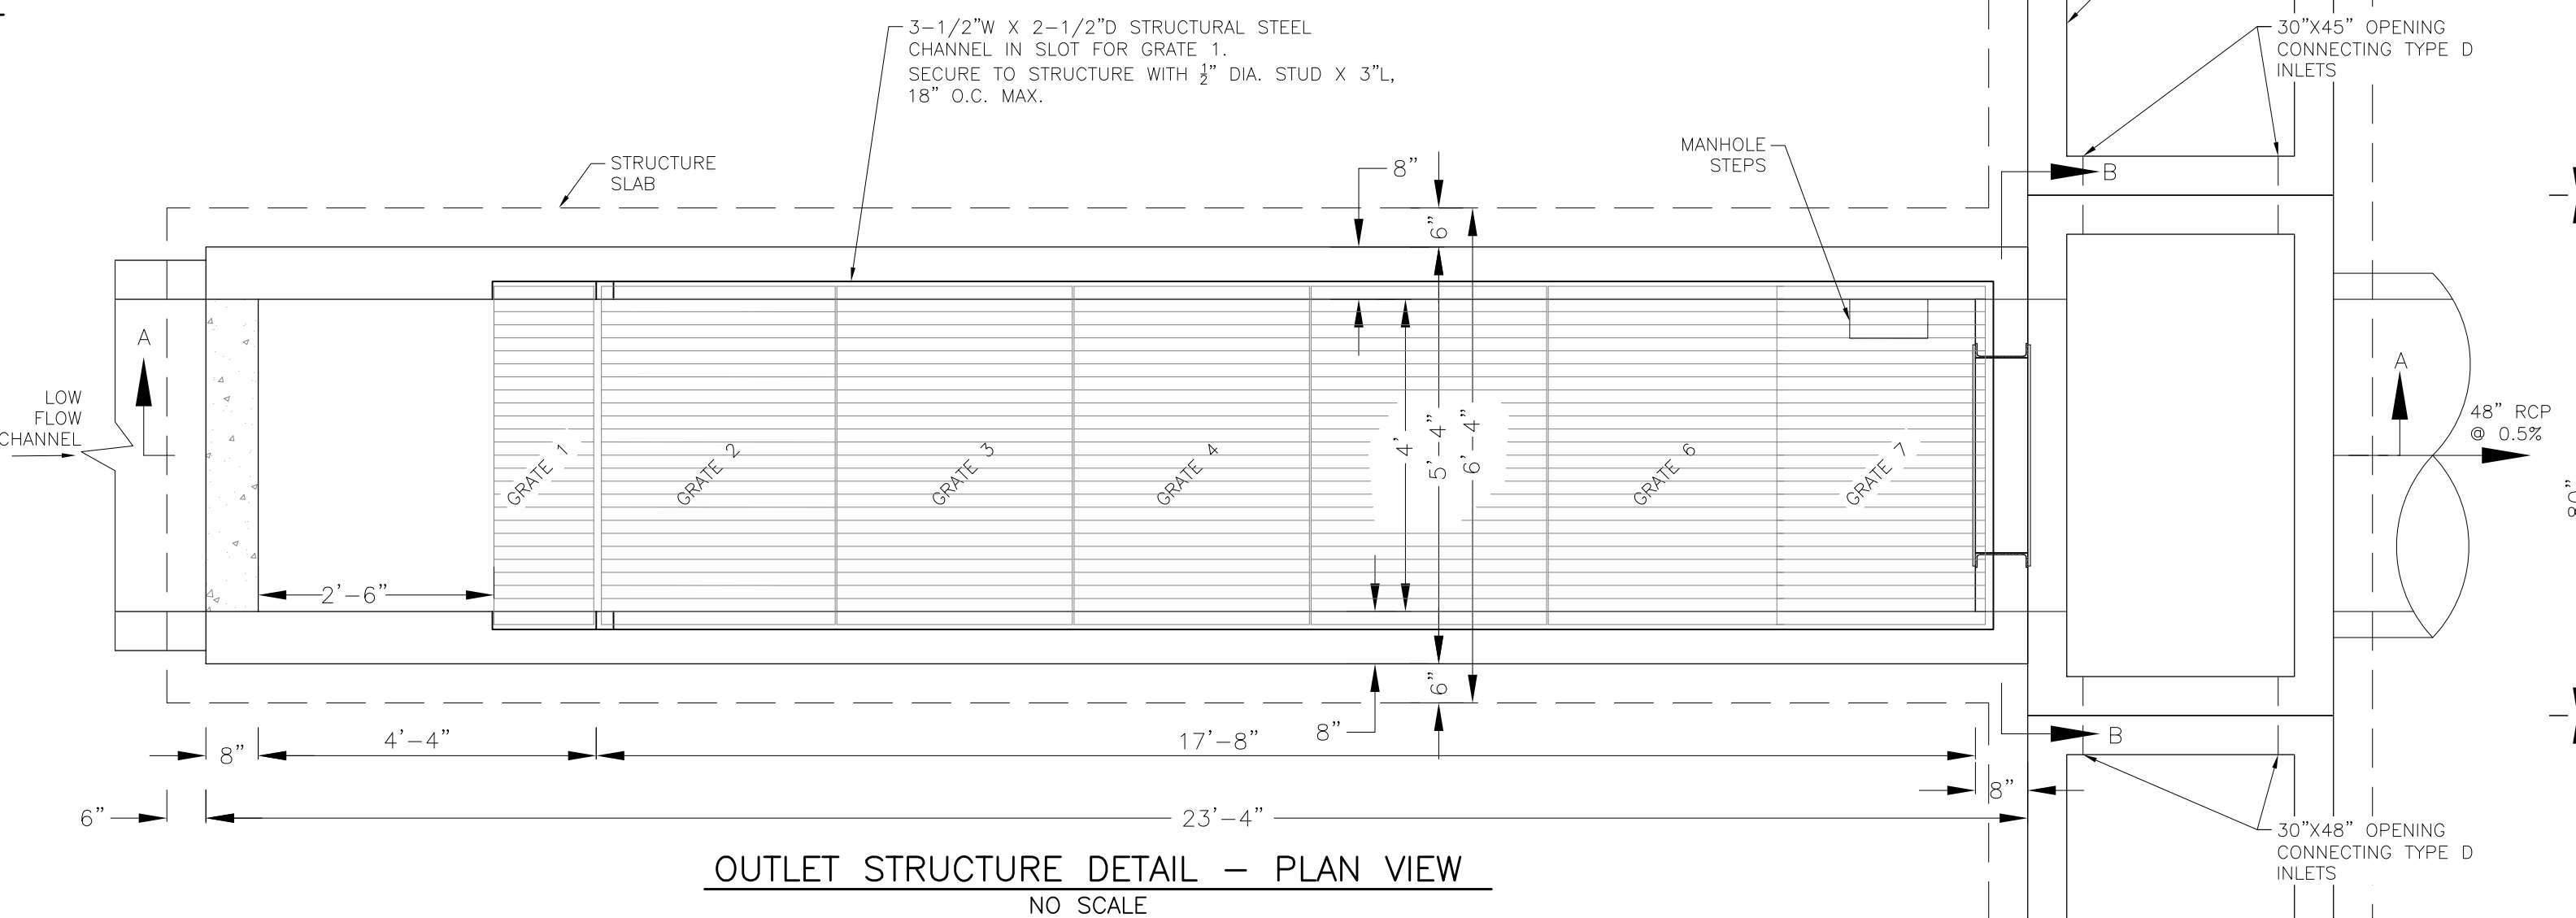 3-1/2"W X 2-1/2"D STRUCTURAL STEEL
CHANNEL IN SLOT FOR GRATE 1.
SECURE TO STRUCTURE WITH ½" DIA. STUD X 3"L,
18" O.C. MAX.
30"X45" OPENING
CONNECTING TYPE D
INLETS
STRUCTURE
SLAB
MANHOLE
STEPS
8"
6"
B
A
A
LOW
FLOW
CHANNEL
48" RCP
@ 0.5%
GRATE 1
GRATE 2
GRATE 3
GRATE 4
4'
5'-4"
6'-4"
GRATE 6
GRATE 7
2'-6"
6"
8"
B
8"
4'-4"
17'-8"
8"
6"
23'-4"
30"X48" OPENING
CONNECTING TYPE D
INLETS
OUTLET STRUCTURE DETAIL - PLAN VIEW
NO SCALE